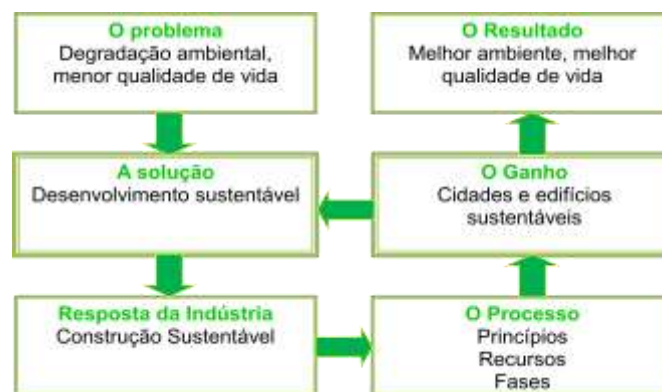 O problema
Degradação ambiental,
menor qualidade de vida
A solução
Desenvolvimento sustentável
Resposta da Indústria
Construção Sustentável
O Processo
Princípios
Recursos
Fases
O Ganho
Cidades e edifícios
sustentáveis
O Resultado
Melhor ambiente, melhor
qualidade de vida